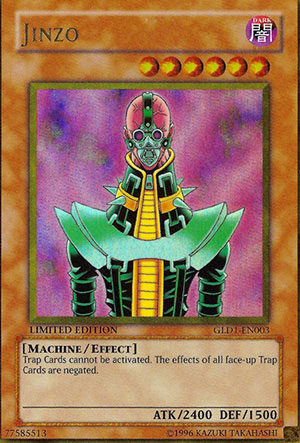 JINZO
DARK
闇
LIMITED EDITION GLD1-EN003
[MACHINE/EFFECT]
Trap Cards cannot be activated. The effects of all face-up Trap
Cards are negated.
ATK/2400 DEF/1500
77585513 ©1996 KAZUKI TAKAHASHI